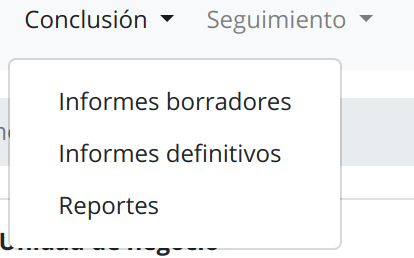 Conclusión Seguimiento
Informes borradores
Informes definitivos
Reportes